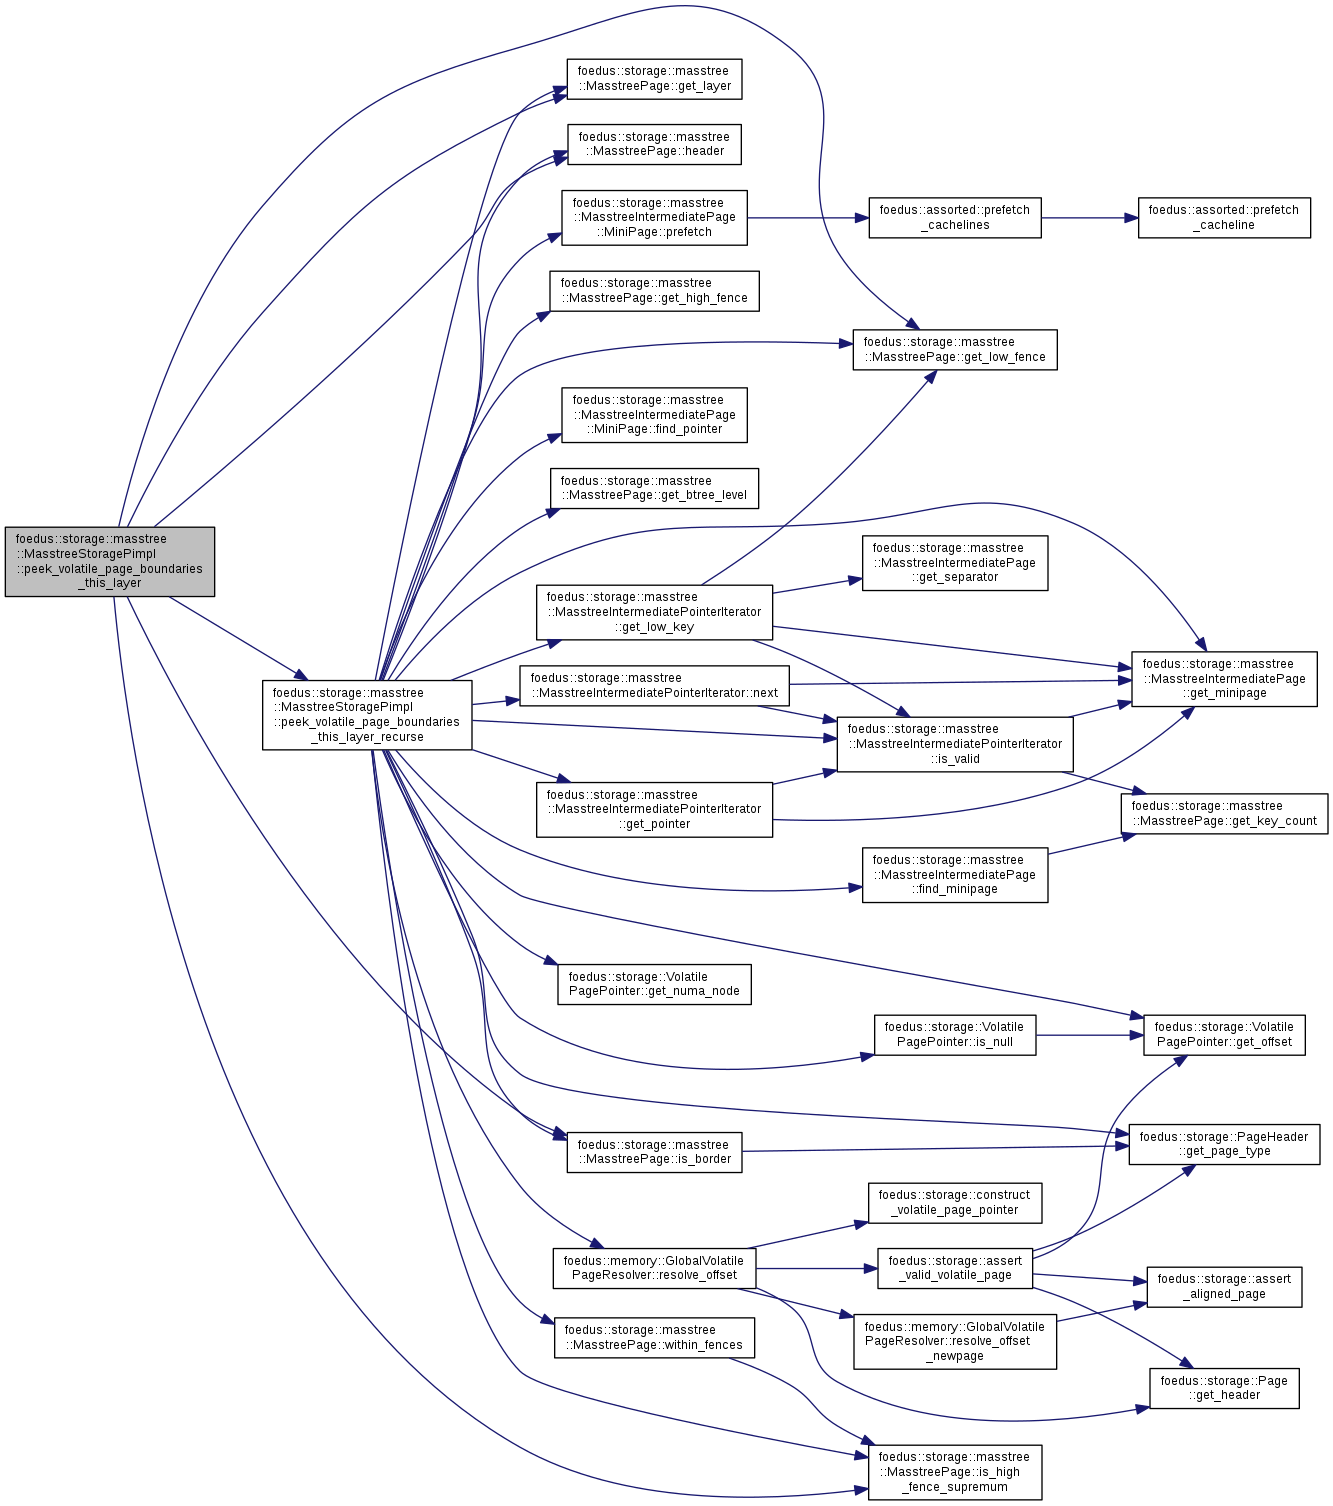 foedus::storage::masstree
::MasstreePage::get_layer
foedus::storage::masstree
::MasstreePage::header
foedus::storage::masstree
::MasstreeIntermediatePage
::MiniPage::prefetch
foedus::assorted::prefetch
_cachelines
foedus::assorted::prefetch
_cacheline
foedus::storage::masstree
::MasstreePage::get_high_fence
foedus::storage::masstree
::MasstreePage::get_low_fence
foedus::storage::masstree
::MasstreeIntermediatePage
::MiniPage::find_pointer
foedus::storage::masstree
::MasstreePage::get_btree_level
foedus::storage::masstree
::MasstreeStoragePimpl
::peek_volatile_page_boundaries
_this_layer
foedus::storage::masstree
::MasstreeIntermediatePage
::get_separator
foedus::storage::masstree
::MasstreeIntermediatePointerIterator
::get_low_key
foedus::storage::masstree
::MasstreeIntermediatePage
::get_minipage
foedus::storage::masstree
::MasstreeIntermediatePointerIterator::next
foedus::storage::masstree
::MasstreeStoragePimpl
::peek_volatile_page_boundaries
_this_layer_recurse
foedus::storage::masstree
::MasstreeIntermediatePointerIterator
::is_valid
foedus::storage::masstree
::MasstreeIntermediatePointerIterator
::get_pointer
foedus::storage::masstree
::MasstreePage::get_key_count
foedus::storage::masstree
::MasstreeIntermediatePage
::find_minipage
foedus::storage::Volatile
PagePointer::get_numa_node
foedus::storage::Volatile
PagePointer::is_null
foedus::storage::Volatile
PagePointer::get_offset
foedus::storage::masstree
::MasstreePage::is_border
foedus::storage::PageHeader
::get_page_type
foedus::storage::construct
_volatile_page_pointer
foedus::memory::GlobalVolatile
PageResolver::resolve_offset
foedus::storage::assert
_valid_volatile_page
foedus::storage::assert
_aligned_page
foedus::storage::masstree
::MasstreePage::within_fences
foedus::memory::GlobalVolatile
PageResolver::resolve_offset
_newpage
foedus::storage::Page
::get_header
foedus::storage::masstree
::MasstreePage::is_high
_fence_supremum